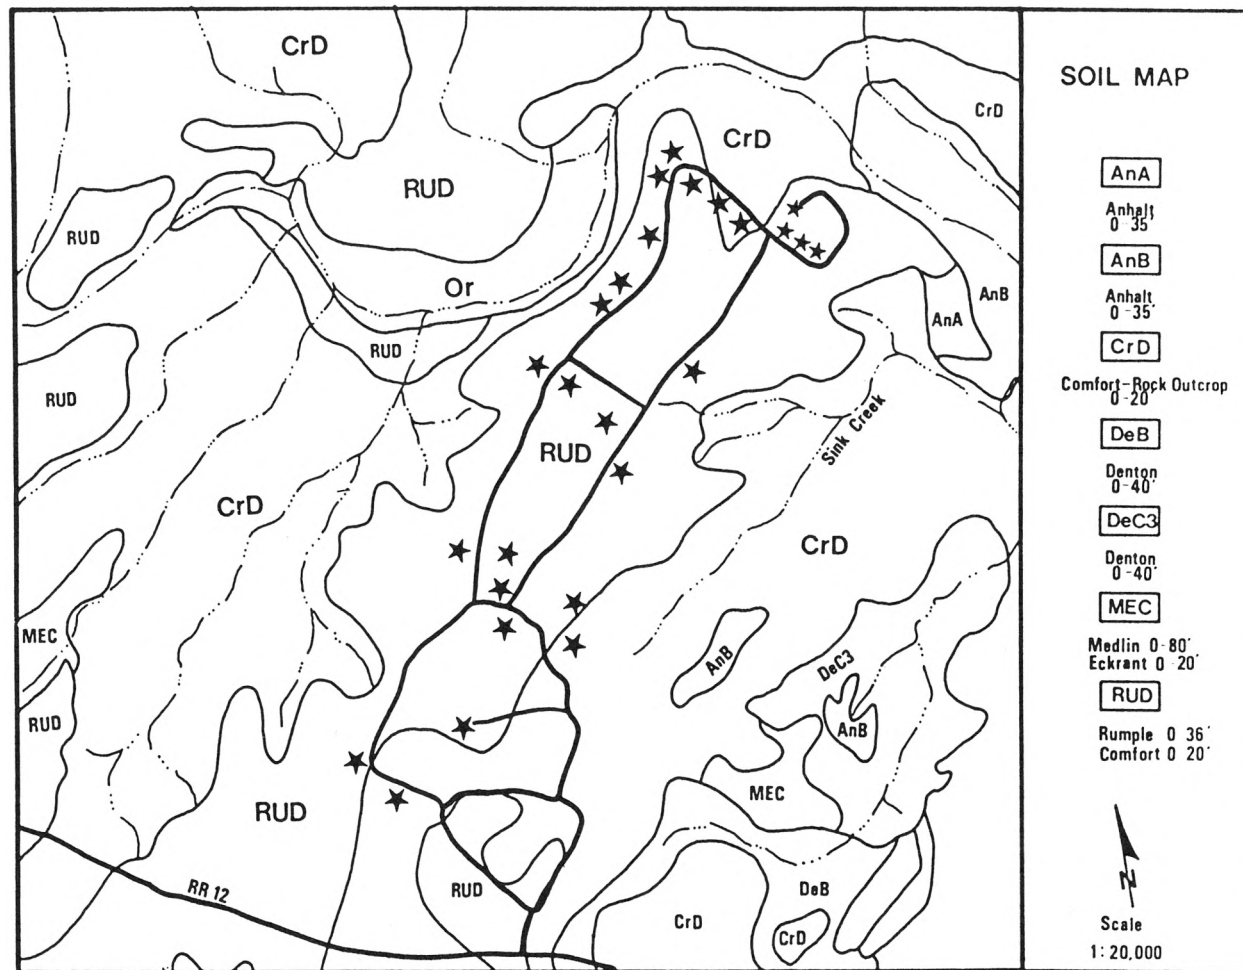 CrD
SOIL MAP
CrD
CrD
AnA
RUD
Anhalt
0-35
RUD
AnB
Or
AnB
Anhalt
0-35'
AnA
RUD
CrD
RUD
Comfort-Rock Outcrop
0-20'
DeB
Sink Creek
RUD
Denton
0-40'
CrD
CrD
DeC3
Denton
0-40'
MEC
MEC
Medlin 0-80'
Eckrant 0-20'
AnB
DeC3
RUD
RUD
AnB
Rumple 0 36'
Comfort 0 20'
MEC
RUD
RR 12
RUD
DeB
N
CrD
CrD
Scale
1:20,000